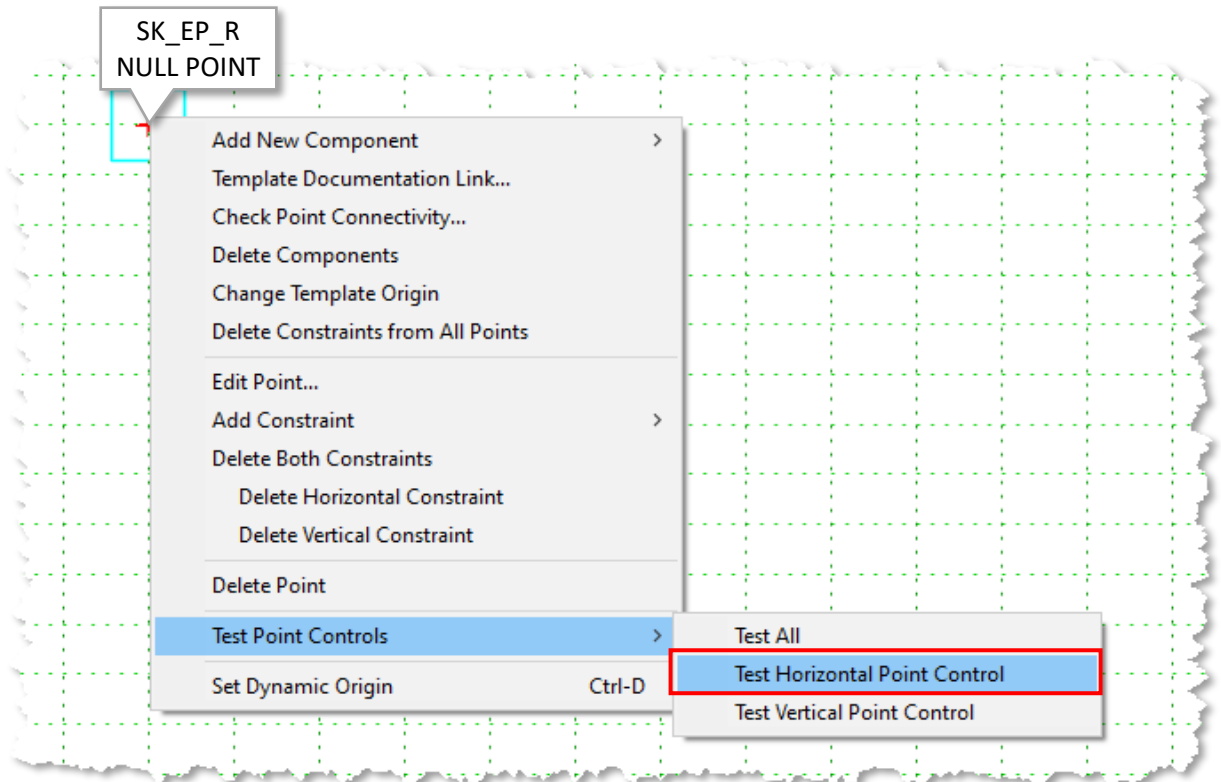 SK_EP_R
NULL POINT
Add New Component
Template Documentation Link...
Check Point Connectivity...
Delete Components
Change Template Origin
Delete Constraints from All Points
Edit Point...
Add Constraint
Delete Both Constraints
Delete Horizontal Constraint
Delete Vertical Constraint
Delete Point
Test Point Controls
Test All
Test Horizontal Point Control
Test Vertical Point Control
Set Dynamic Origin Ctrl-D